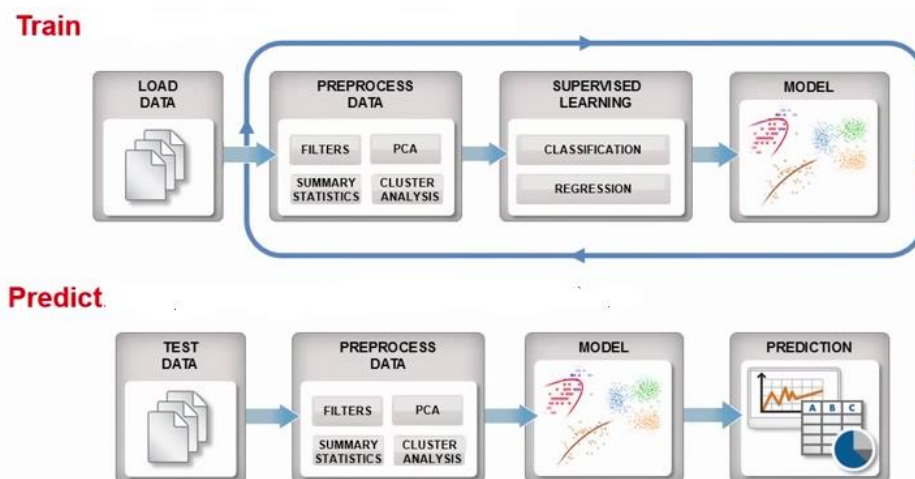 Train
LOAD
DATA
PREPROCESS
DATA
FILTERS
PCA
SUMMARY
STATISTICS
CLUSTER
ANALYSIS
SUPERVISED
LEARNING
CLASSIFICATION
REGRESSION
MODEL
Predict
TEST
DATA
PREPROCESS
DATA
FILTERS
PCA
SUMMARY
STATISTICS
CLUSTER
ANALYSIS
MODEL
PREDICTION
A B C